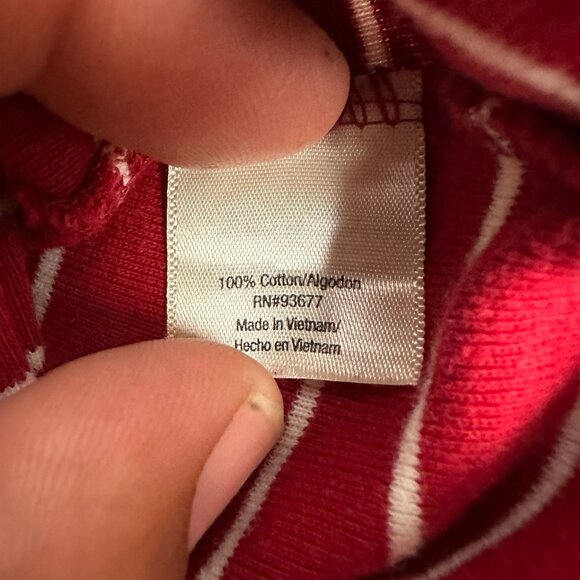 100% Cotton/Algodon
RN#93677
Made in Vietnam/
Hecho en Vietnam